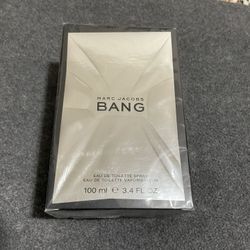 MARC JACOBS
BANG
EAU DE TOILETTE SPRAY
EAU DE TOILETTE VAPORISATEUR
100 ml ℮ 3.4 FL OZ